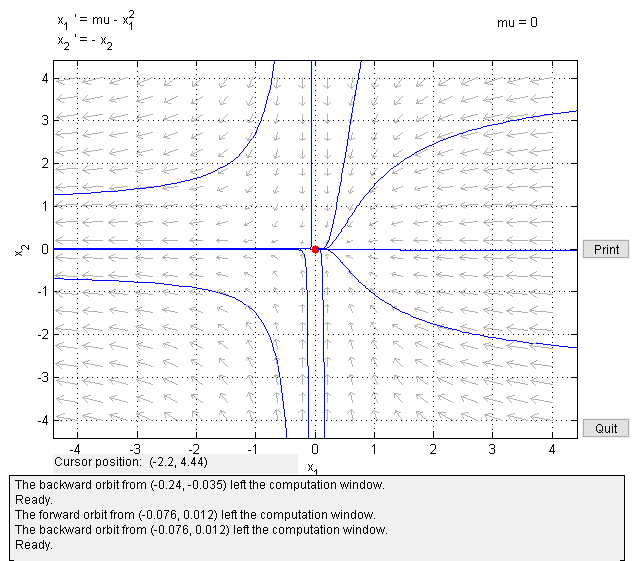 x₁ ' = mu - x₁²
x₂ ' = - x₂
mu = 0
4
3
2
1
0
-1
-2
-3
-4
x₂
-4 -3 -2 -1 0 1 2 3 4
x₁
Print
Quit
Cursor position: (-2.2, 4.44)
The backward orbit from (-0.24, -0.035) left the computation window.
Ready.
The forward orbit from (-0.076, 0.012) left the computation window.
The backward orbit from (-0.076, 0.012) left the computation window.
Ready.